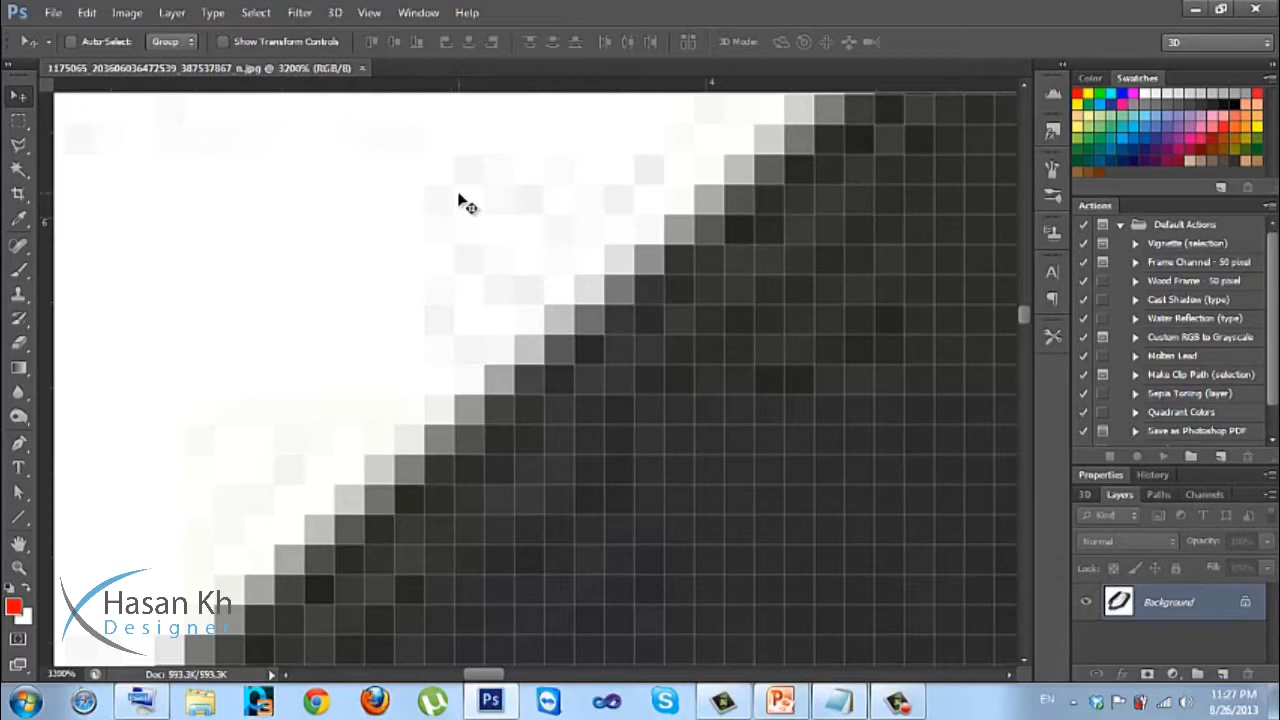 Ps File Edit Image Layer Type Select Filter 3D View Window Help
Auto-Select: Group Show Transform Controls 3D Mode: 3D
1175065_203606036472539_387537867_n.jpg @ 3200% (RGB/8)
4
6
Color Swatches
Actions
Default Actions
Vignette (selection)
Frame Channel - 50 pixel
Wood Frame - 50 pixel
Cast Shadow (type)
Water Reflection (type)
Custom RGB to Grayscale
Molten Lead
Make Clip Path (selection)
Sepia Toning (layer)
Quadrant Colors
Save as Photoshop PDF
Properties History
3D Layers Paths Channels
Kind
Normal Opacity: 100%
Lock: Fill: 100%
Background
Hasan Kh
Designer
3200% Doc: 593.3K/593.3K
EN
11:27 PM
8/26/2013